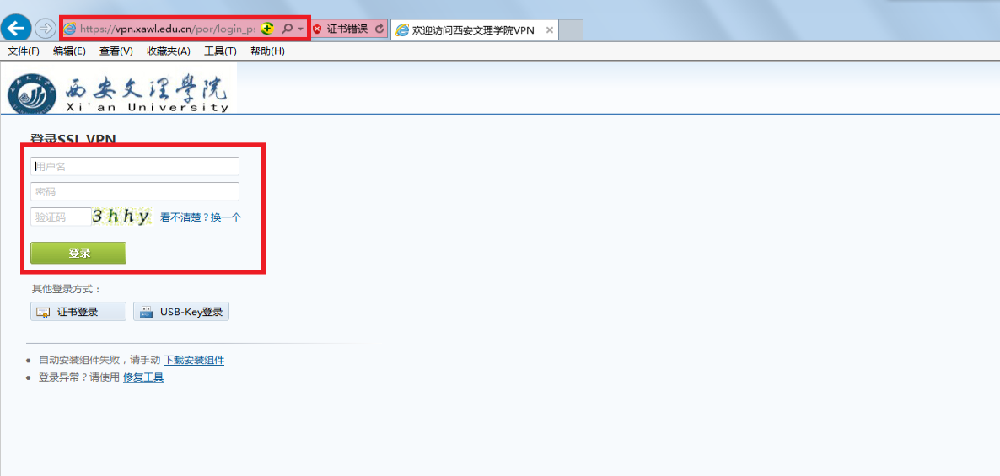 https://vpn.xawl.edu.cn/por/login_ps
证书错误
欢迎访问西安文理学院VPN
文件(F) 编辑(E) 查看(V) 收藏夹(A) 工具(T) 帮助(H)
西安文理學院
Xi'an University
登录SSL VPN
用户名
密码
验证码 3hhy 看不清楚？换一个
登录
其他登录方式：
证书登录 USB-Key登录
自动安装组件失败，请手动 下载安装组件
登录异常？请使用 修复工具